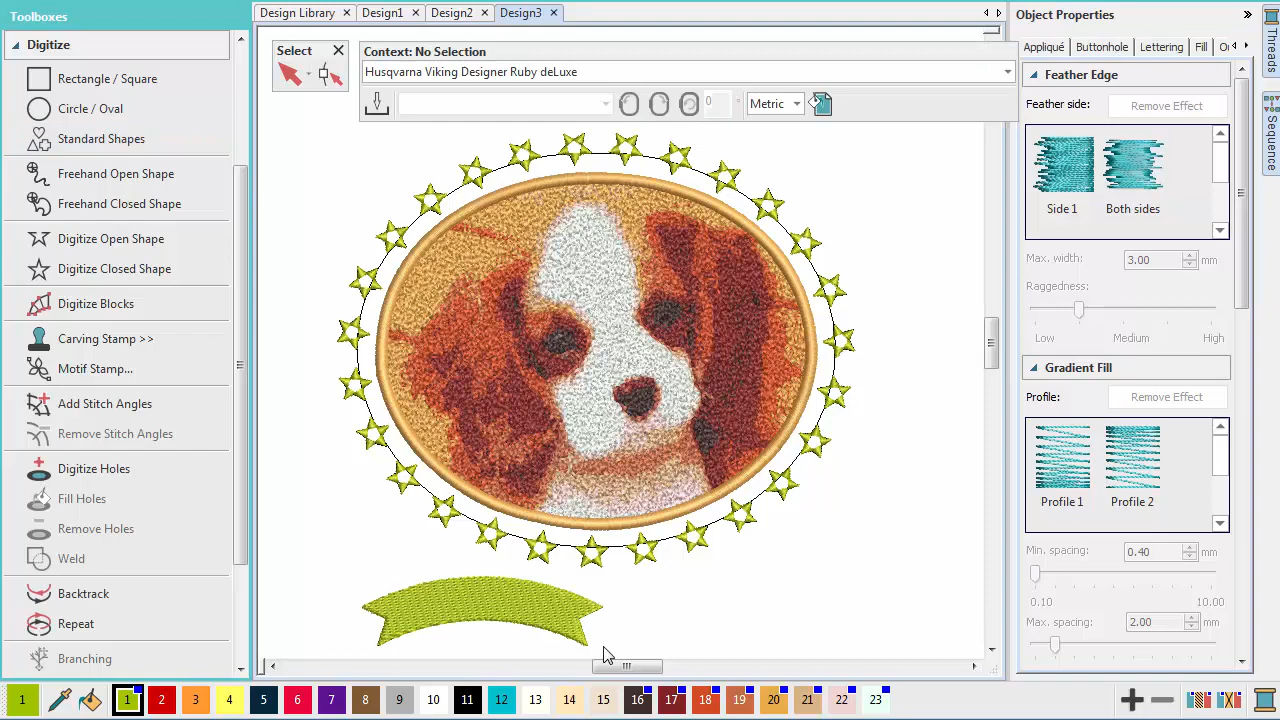 Toolboxes
Digitize
Rectangle / Square
Circle / Oval
Standard Shapes
Freehand Open Shape
Freehand Closed Shape
Digitize Open Shape
Digitize Closed Shape
Digitize Blocks
Carving Stamp >>
Motif Stamp...
Add Stitch Angles
Remove Stitch Angles
Digitize Holes
Fill Holes
Remove Holes
Weld
Backtrack
Repeat
Branching
Design Library
Design1
Design2
Design3
Select
Context: No Selection
Husqvarna Viking Designer Ruby deLuxe
0
Metric
Object Properties
Appliqué Buttonhole Lettering Fill
Feather Edge
Feather side: Remove Effect
Side 1 Both sides
Max. width: 3.00 mm
Raggedness:
Low Medium High
Gradient Fill
Profile: Remove Effect
Profile 1 Profile 2
Min. spacing: 0.40 mm
0.10 10.00
Max. spacing: 2.00 mm
Threads
Sequence
1 1 2 3 4 5 6 7 8 9 10 11 12 13 14 15 16 17 18 19 20 21 22 23